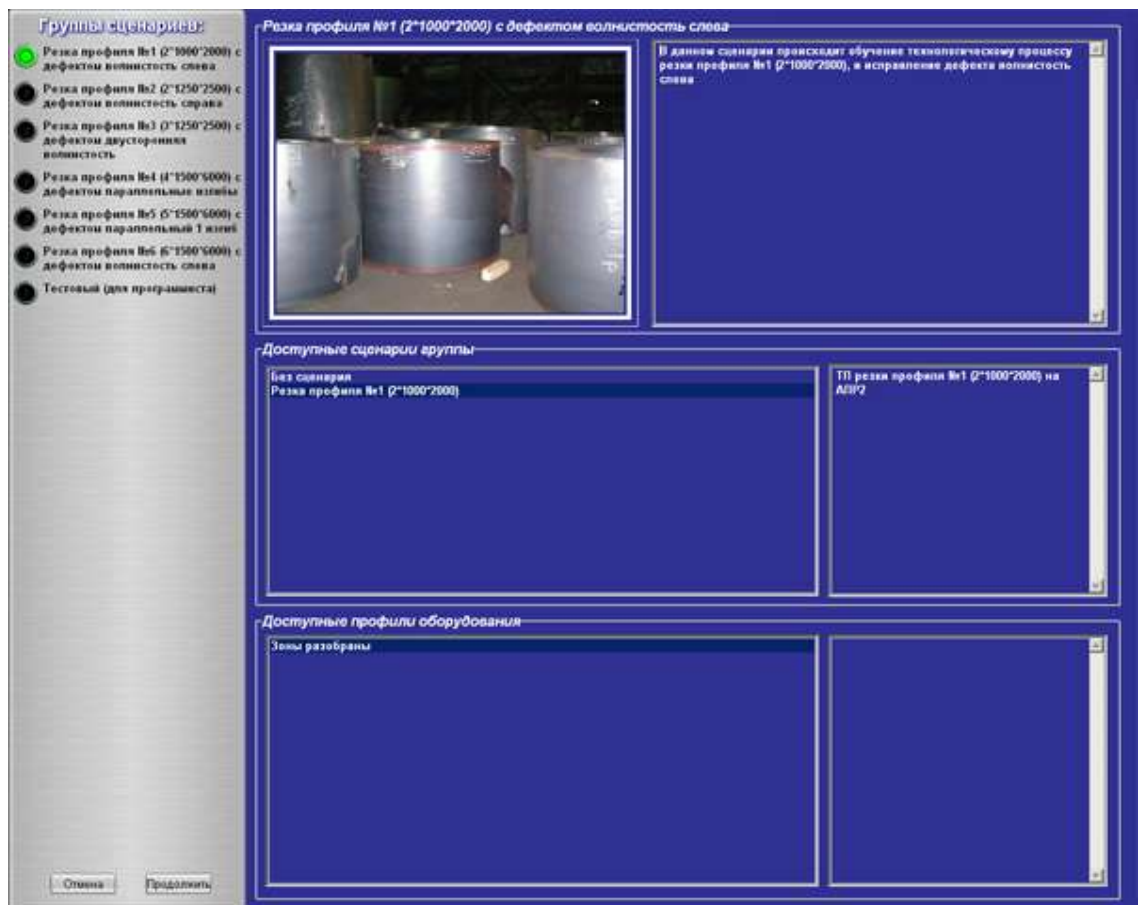 Группы сценариев:
Резка профиля №1 (2*1000*2000) с
дефектом волнистость слева
Резка профиля №2 (2*1250*2500) с
дефектом волнистость справа
Резка профиля №3 (3*1250*2500) с
дефектом двусторонняя
волнистость
Резка профиля №4 (4*1500*6000) с
дефектом параллельные изгибы
Резка профиля №5 (5*1500*6000) с
дефектом параллельный 1 изгиб
Резка профиля №6 (6*1500*6000) с
дефектом волнистость слева
Тестовый (для программиста)
Отмена
Продолжить
Резка профиля №1 (2*1000*2000) с дефектом волнистость слева
В данном сценарии происходит обучение технологическому процессу
резки профиля №1 (2*1000*2000), и исправление дефекта волнистость
слева
Доступные сценарии группы
Без сценария
Резка профиля №1 (2*1000*2000)
ТП резки профиля №1 (2*1000*2000) на
АПР2
Доступные профили оборудования
Зоны разобраны